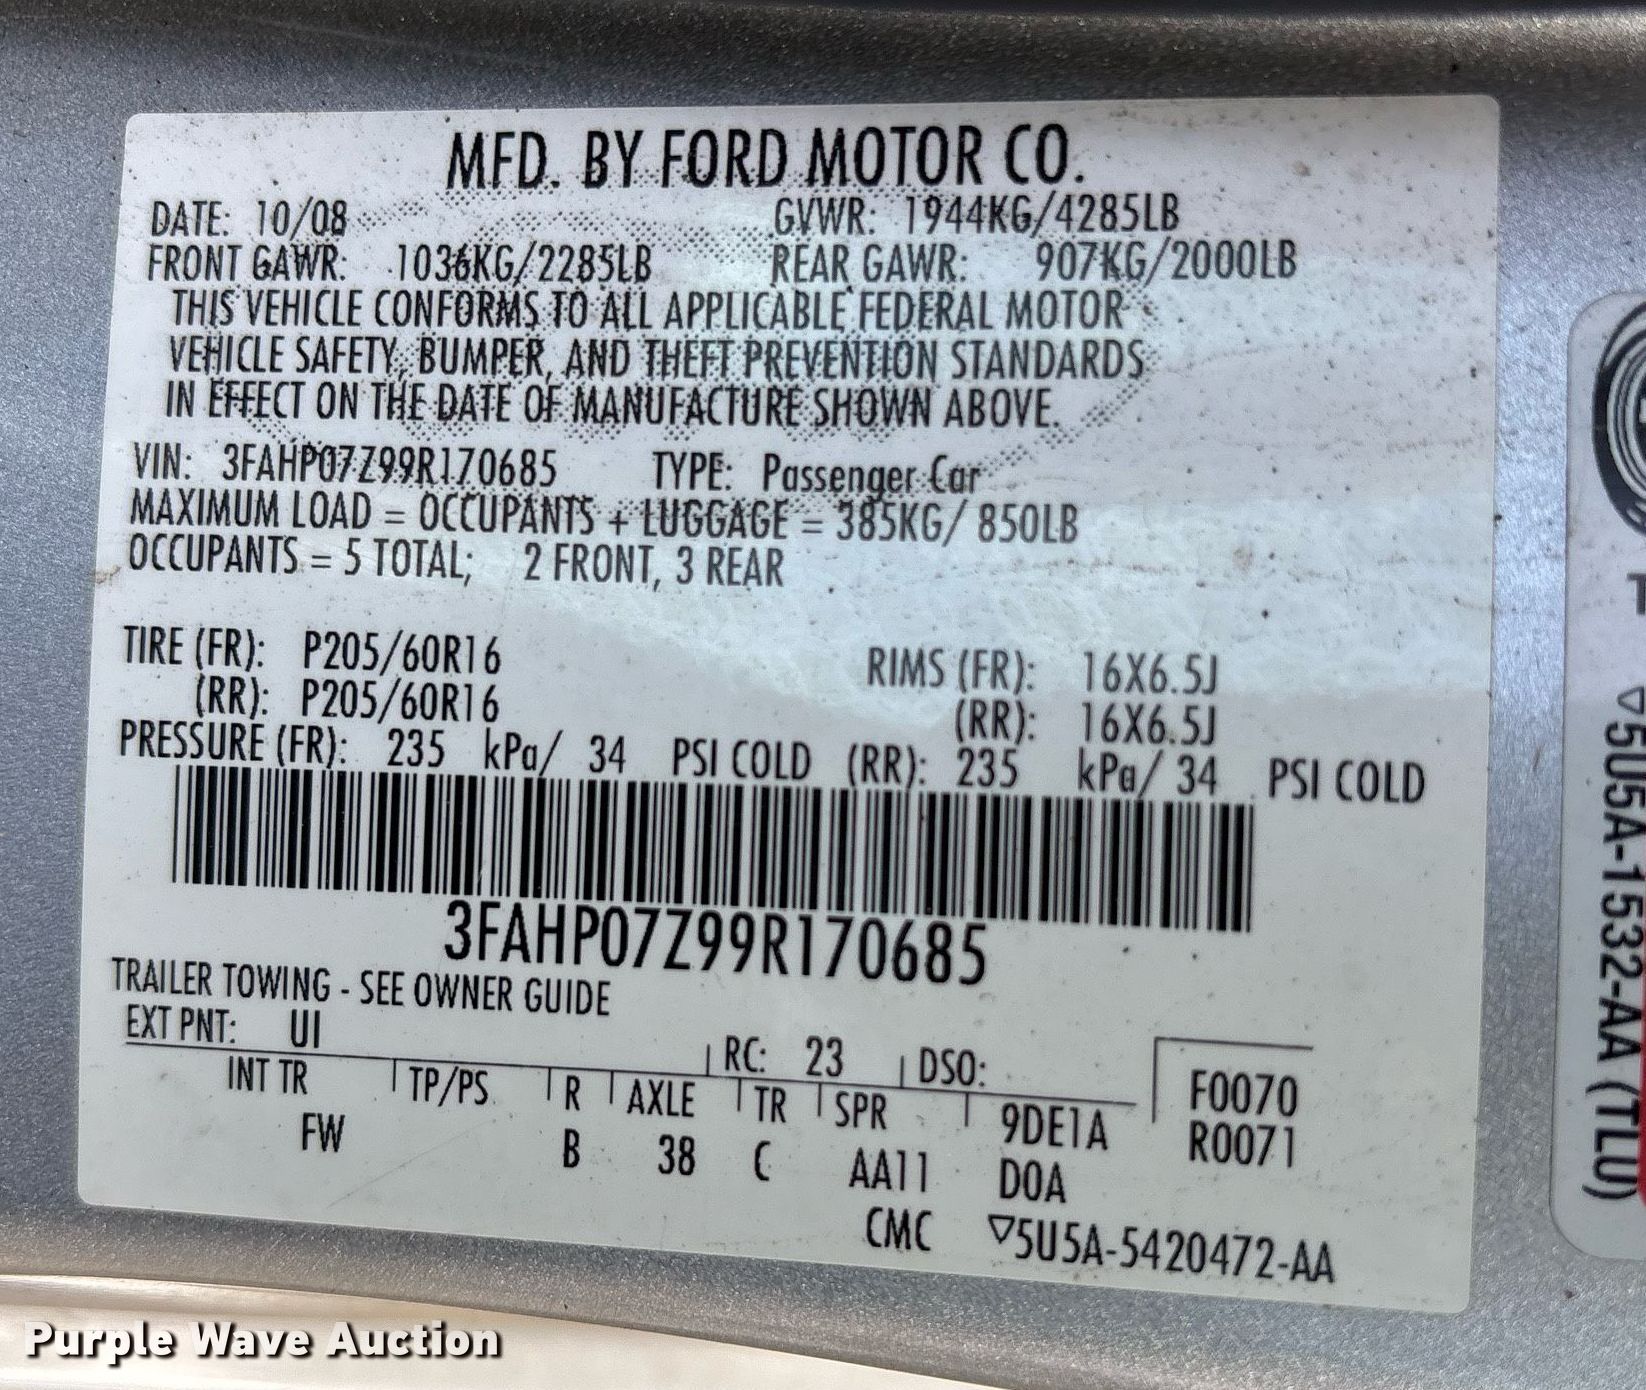 MFD. BY FORD MOTOR CO.
DATE: 10/08 GVWR: 1944KG/4285LB
FRONT GAWR: 1036KG/2285LB REAR GAWR: 907KG/2000LB
THIS VEHICLE CONFORMS TO ALL APPLICABLE FEDERAL MOTOR
VEHICLE SAFETY, BUMPER, AND THEFT PREVENTION STANDARDS
IN EFFECT ON THE DATE OF MANUFACTURE SHOWN ABOVE.
VIN: 3FAHP07Z99R170685 TYPE: Passenger Car
MAXIMUM LOAD = OCCUPANTS + LUGGAGE = 385KG/ 850LB
OCCUPANTS = 5 TOTAL; 2 FRONT, 3 REAR
TIRE (FR): P205/60R16 RIMS (FR): 16X6.5J
(RR): P205/60R16 (RR): 16X6.5J
PRESSURE (FR): 235 kPa/ 34 PSI COLD (RR): 235 kPa/ 34 PSI COLD
3FAHP07Z99R170685
TRAILER TOWING - SEE OWNER GUIDE
EXT PNT: UI RC: 23 DSO:
INT TR TP/PS R AXLE TR SPR 9DE1A F0070
FW B 38 C AA11 D0A R0071
CMC ▽5U5A-5420472-AA
▽5U5A-1532-AA (TLU)
Purple Wave Auction